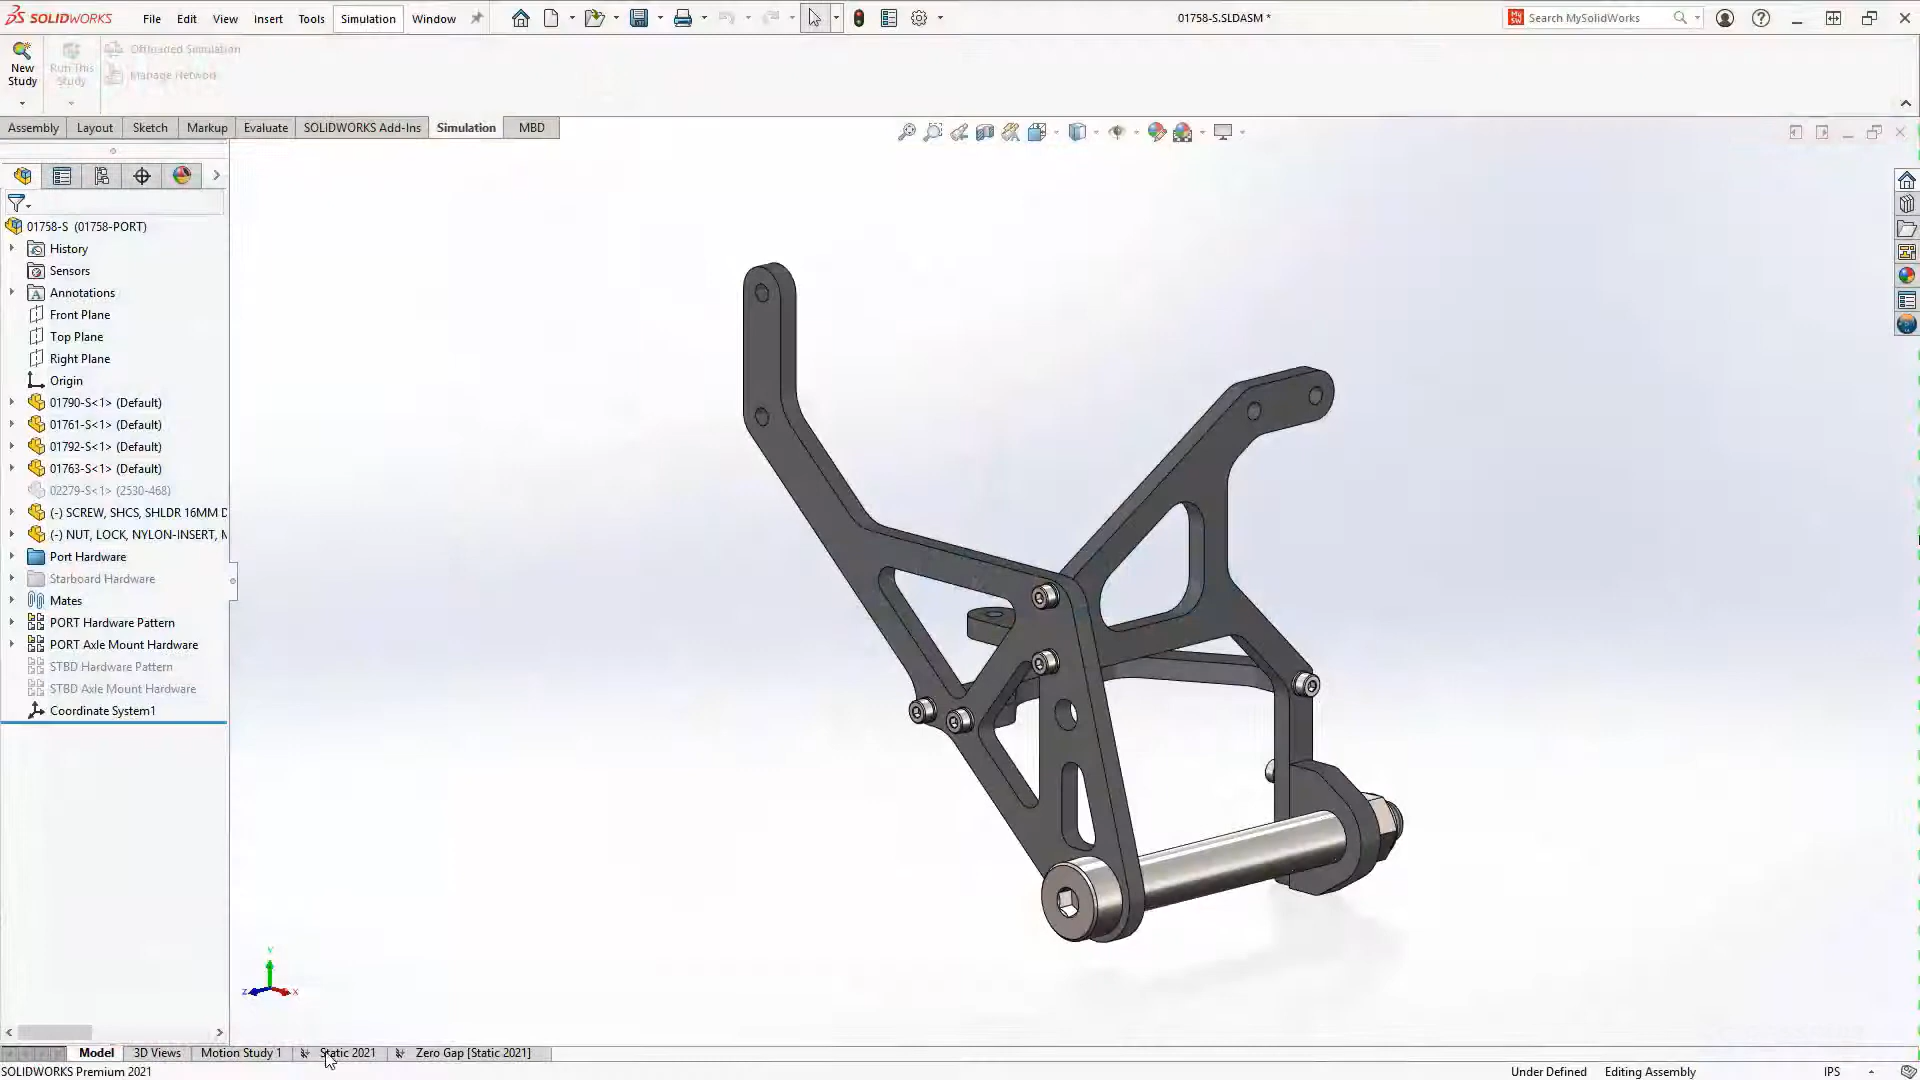 SOLIDWORKS File Edit View Insert Tools Simulation Window 01758-S.SLDASM * Search MySolidWorks
New Study
Run This Study
Offloaded Simulation
Manage Network
Assembly Layout Sketch Markup Evaluate SOLIDWORKS Add-Ins Simulation MBD
01758-S (01758-PORT)
History
Sensors
Annotations
Front Plane
Top Plane
Right Plane
Origin
01790-S<1> (Default)
01761-S<1> (Default)
01792-S<1> (Default)
01763-S<1> (Default)
02279-S<1> (2530-468)
(-) SCREW, SHCS, SHLDR 16MM D
(-) NUT, LOCK, NYLON-INSERT, M
Port Hardware
Starboard Hardware
Mates
PORT Hardware Pattern
PORT Axle Mount Hardware
STBD Hardware Pattern
STBD Axle Mount Hardware
Coordinate System1
Y
Z X
Model 3D Views Motion Study 1 Static 2021 Zero Gap [Static 2021]
SOLIDWORKS Premium 2021 Under Defined Editing Assembly IPS